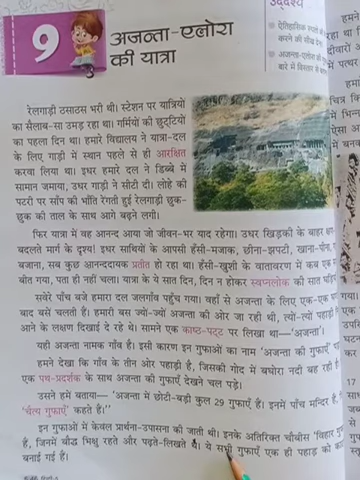 उद्देश्य
9
अजन्ता-एलोरा
की यात्रा
ऐतिहासिक
करने की
अजन्ता-एलोरा की
बारे में विस्तार से
रेलगाड़ी ठसाठस भरी थी। स्टेशन पर यात्रियों
का सैलाब-सा उमड़ रहा था। गर्मियों की छुट्टियों
का पहला दिन था। हमारे विद्यालय ने यात्रा-दल
के लिए गाड़ी में स्थान पहले से ही आरक्षित
करवा लिया था। इधर हमारे दल ने डिब्बे में
सामान जमाया, उधर गाड़ी ने सीटी दी। लोहे की
पटरी पर साँप की भाँति रेंगती हुई रेलगाड़ी छुक-
छुक की ताल के साथ आगे बढ़ने लगी।
फिर यात्रा में वह आनन्द आया जो जीवन-भर याद रहेगा। उधर खिड़की के बाहर क्षण-
बदलते मार्ग के दृश्य! इधर साथियों के आपसी हँसी-मजाक, छीना-झपटी, खाना-पीना,
बजाना, सब कुछ आनन्ददायक प्रतीत हो रहा था। हँसी-खुशी के वातावरण में कब एक
बीत गया, पता ही नहीं चला। यात्रा के ये सात दिन, दिन न होकर स्वप्नलोक की सात
सवेरे पाँच बजे हमारा दल जलगाँव पहुँच गया। वहाँ से अजन्ता के लिए एक-एक
बाद बसें चलती हैं। हमारी बस ज्यों-ज्यों अजन्ता की ओर जा रही थी, त्यों-त्यों पहाड़ी
आने के लक्षण दिखाई दे रहे थे। सामने एक काष्ठ-पट्ट पर लिखा था—'अजन्ता'।
यही अजन्ता नामक गाँव है। इसी कारण इन गुफाओं का नाम 'अजन्ता की गुफाएँ'
हमने देखा कि गाँव के तीन ओर पहाड़ी है, जिसकी गोद में बघोरा नदी बह रही है।
एक पथ-प्रदर्शक के साथ अजन्ता की गुफाएँ देखने चल पड़े।
उसने हमें बताया— 'अजन्ता में छोटी-बड़ी कुल 29 गुफाएँ हैं। इनमें पाँच मन्दिर हैं,
'चैत्य गुफाएँ' कहते हैं।''
इन गुफाओं में केवल प्रार्थना-उपासना की जाती थी। इनके अतिरिक्त चौबीस 'विहार
हैं, जिनमें बौद्ध भिक्षु रहते और पढ़ते-लिखते थे। ये सभी गुफाएँ एक ही पहाड़ को
बनाई गई हैं।